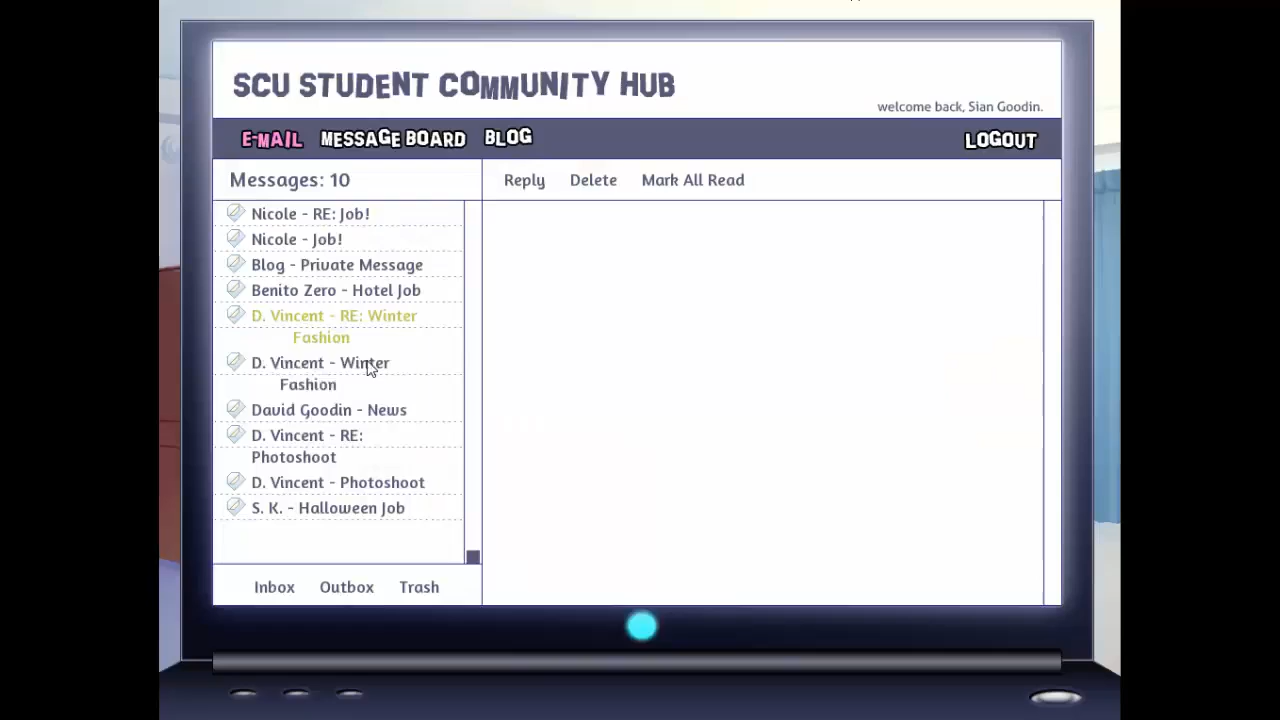 SCU STUDENT COMMUNITY HUB
welcome back, Sian Goodin.
E-MAIL MESSAGE BOARD BLOG LOGOUT
Messages: 10 Reply Delete Mark All Read
Nicole - RE: Job!
Nicole - Job!
Blog - Private Message
Benito Zero - Hotel Job
D. Vincent - RE: Winter
Fashion
D. Vincent - Winter
Fashion
David Goodin - News
D. Vincent - RE:
Photoshoot
D. Vincent - Photoshoot
S. K. - Halloween Job
Inbox Outbox Trash